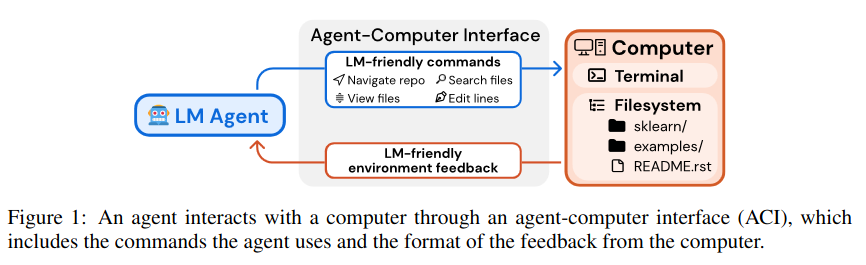 Agent-Computer Interface
LM-friendly commands
Navigate repo
Search files
View files
Edit lines
LM Agent
LM-friendly
environment feedback
Computer
Terminal
Filesystem
sklearn/
examples/
README.rst
Figure 1: An agent interacts with a computer through an agent-computer interface (ACI), which
includes the commands the agent uses and the format of the feedback from the computer.